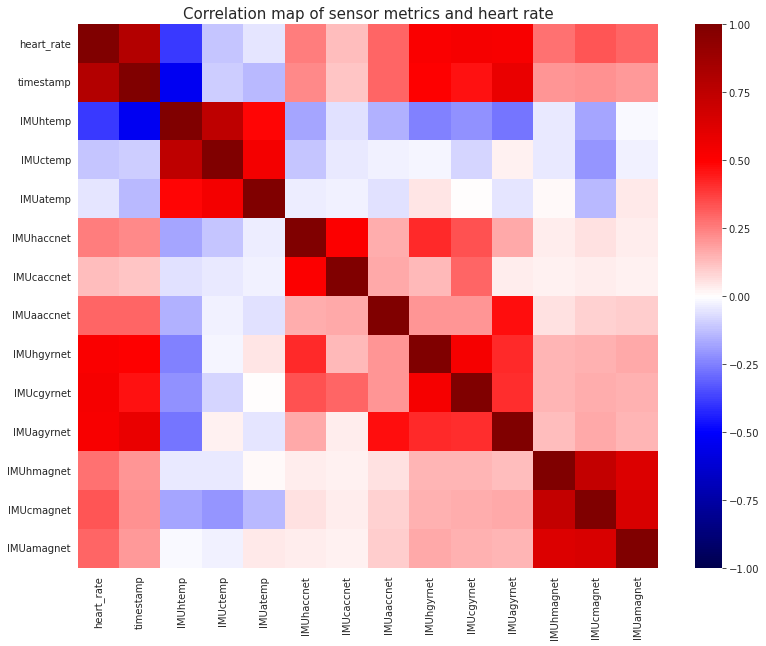 Correlation map of sensor metrics and heart rate
heart_rate
timestamp
IMUhtemp
IMUctemp
IMUatemp
IMUhaccnet
IMUcaccnet
IMUaaccnet
IMUhgyrnet
IMUcgyrnet
IMUagyrnet
IMUhmagnet
IMUcmagnet
IMUamagnet
heart_rate
timestamp
IMUhtemp
IMUctemp
IMUatemp
IMUhaccnet
IMUcaccnet
IMUaaccnet
IMUhgyrnet
IMUcgyrnet
IMUagyrnet
IMUhmagnet
IMUcmagnet
IMUamagnet
1.00
0.75
0.50
0.25
0.00
−0.25
−0.50
−0.75
−1.00